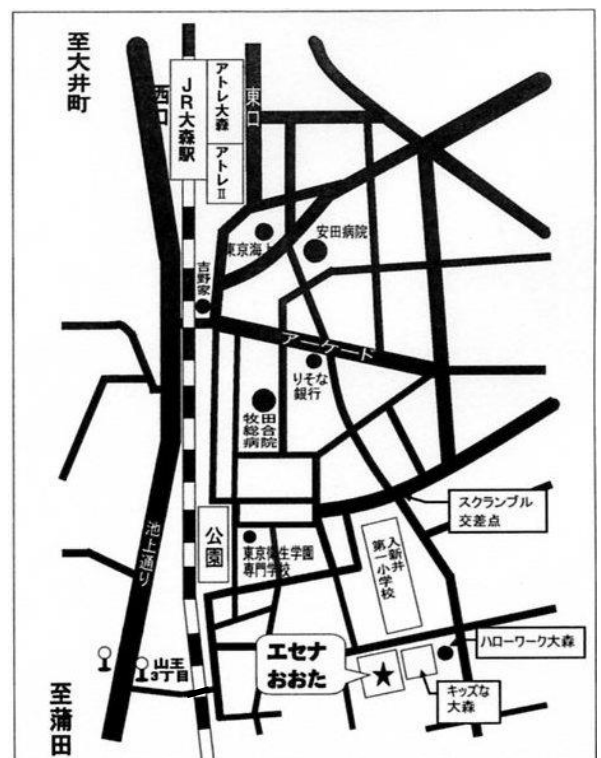 至大井町
西口
JR大森駅
アトレ大森
アトレII
東口
東京海上
安田病院
吉野家
アーケード
りそな
銀行
牧田
総合
病院
スクランブル
交差点
公園
池上通り
東京衛生学園
専門学校
入新井
第一小学校
エセナ
おおた
ハローワーク大森
キッズな
大森
山王
3丁目
至蒲田